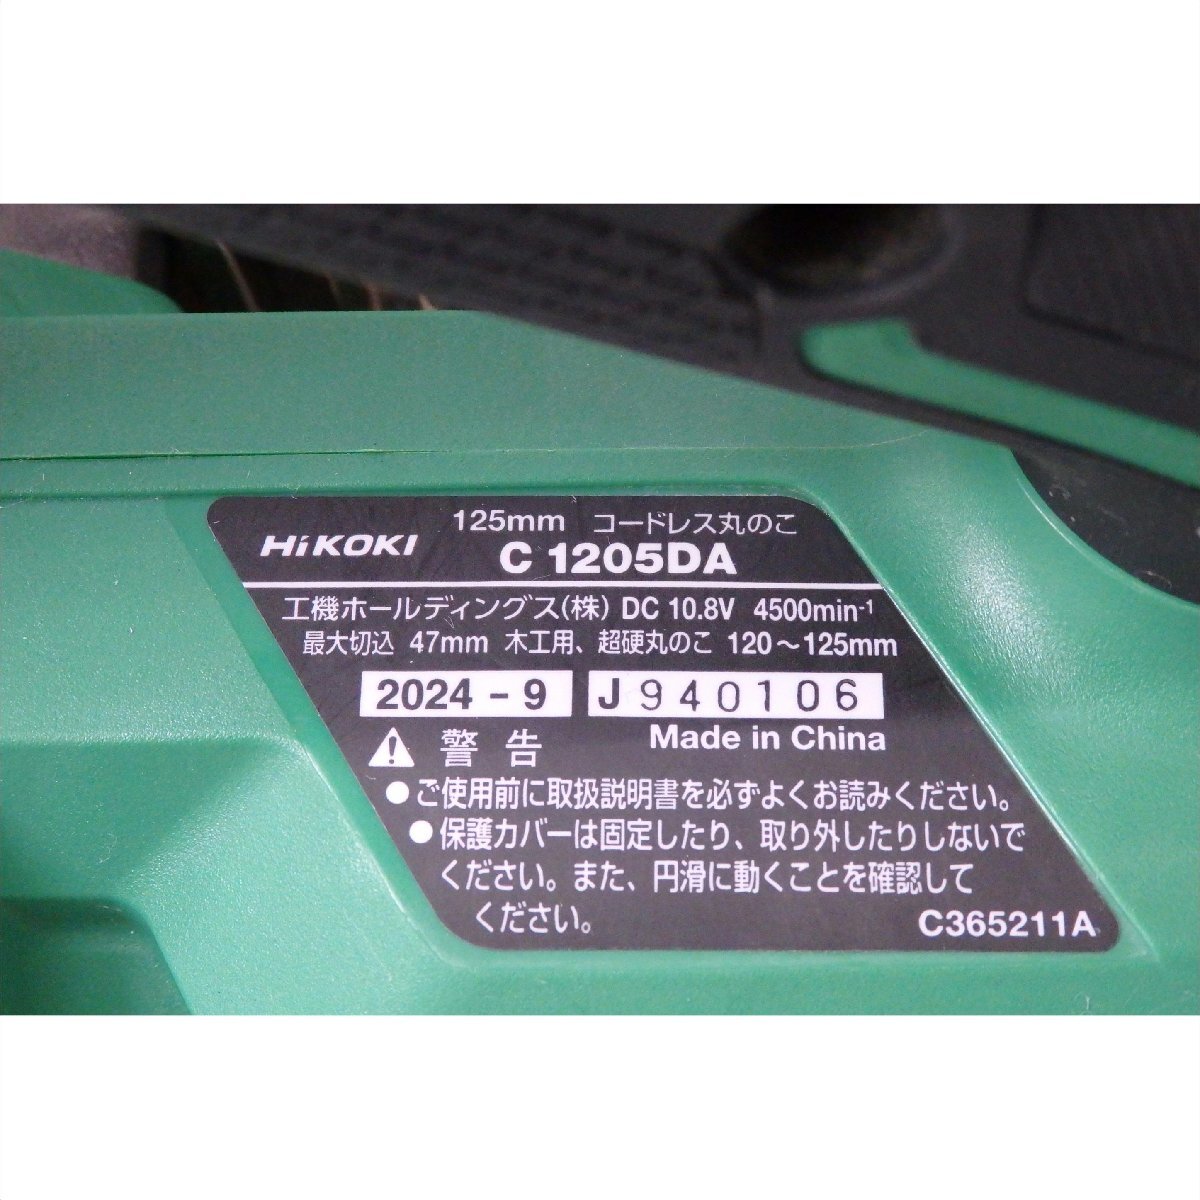 125mm コードレス丸のこ
HiKOKI C 1205DA
工機ホールディングス(株) DC 10.8V 4500min⁻¹
最大切込 47mm 木工用、超硬丸のこ 120～125mm
2024 - 9 J940106
Made in China
⚠ 警告
●ご使用前に取扱説明書を必ずよくお読みください。
●保護カバーは固定したり、取り外したりしないで
ください。また、円滑に動くことを確認して
ください。
C365211A